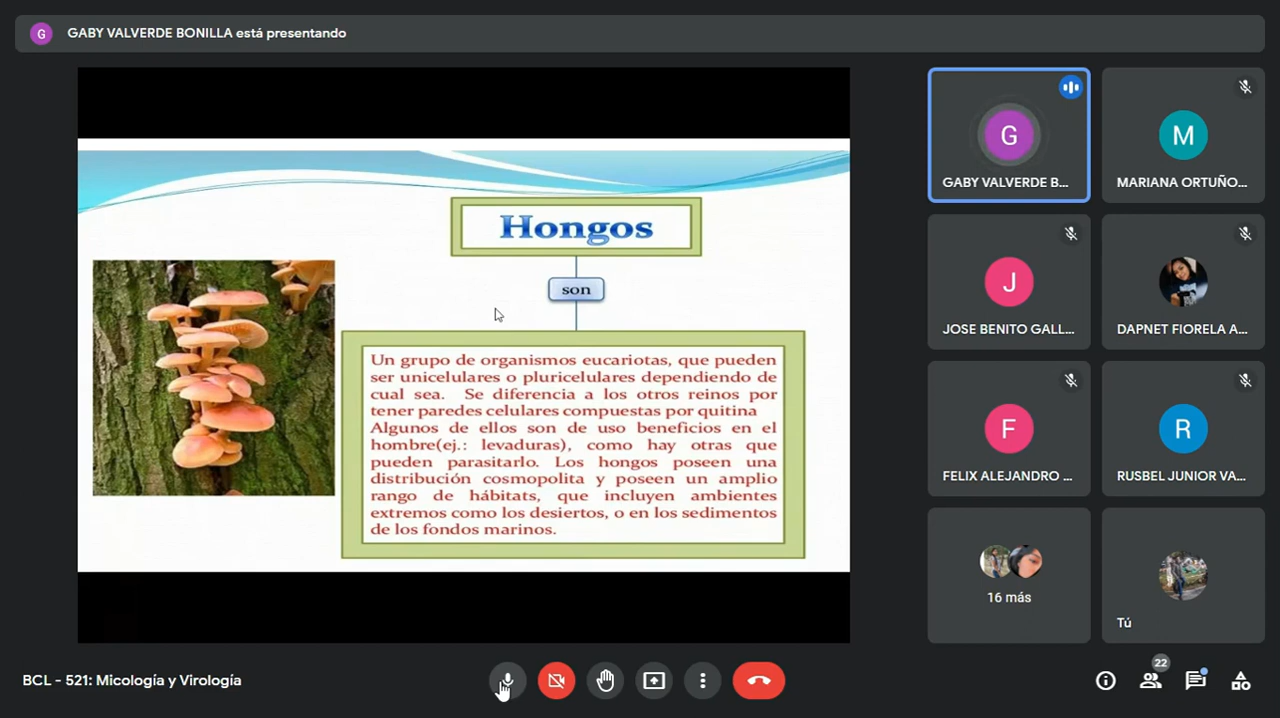 G GABY VALVERDE BONILLA está presentando
Hongos
son
Un grupo de organismos eucariotas, que pueden
ser unicelulares o pluricelulares dependiendo de
cual sea. Se diferencia a los otros reinos por
tener paredes celulares compuestas por quitina
Algunos de ellos son de uso beneficios en el
hombre(ej.: levaduras), como hay otras que
pueden parasitarlo. Los hongos poseen una
distribución cosmopolita y poseen un amplio
rango de hábitats, que incluyen ambientes
extremos como los desiertos, o en los sedimentos
de los fondos marinos.
G
GABY VALVERDE B...
M
MARIANA ORTUÑO...
J
JOSE BENITO GALL...
DAPNET FIORELA A...
F
FELIX ALEJANDRO ...
R
RUSBEL JUNIOR VA...
16 más
Tú
BCL - 521: Micología y Virología
22